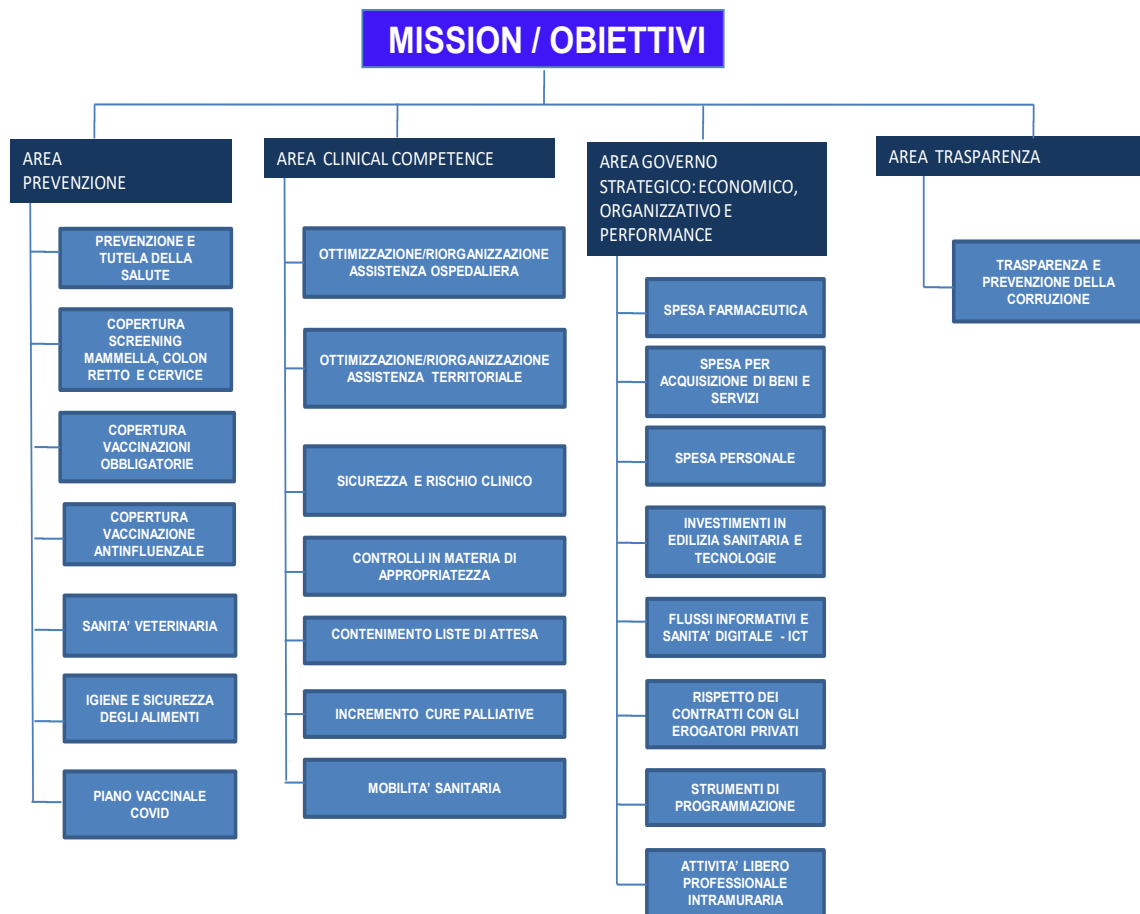 MISSION / OBIETTIVI
AREA
PREVENZIONE
PREVENZIONE E
TUTELA DELLA
SALUTE
COPERTURA
SCREENING
MAMMELLA, COLON
RETTO E CERVICE
COPERTURA
VACCINAZIONI
OBBLIGATORIE
COPERTURA
VACCINAZIONE
ANTINFLUENZALE
SANITA' VETERINARIA
IGIENE E SICUREZZA
DEGLI ALIMENTI
PIANO VACCINALE
COVID
AREA CLINICAL COMPETENCE
OTTIMIZZAZIONE/RIORGANIZZAZIONE
ASSISTENZA OSPEDALIERA
OTTIMIZZAZIONE/RIORGANIZZAZIONE
ASSISTENZA TERRITORIALE
SICUREZZA E RISCHIO CLINICO
CONTROLLI IN MATERIA DI
APPROPRIATEZZA
CONTENIMENTO LISTE DI ATTESA
INCREMENTO CURE PALLIATIVE
MOBILITA' SANITARIA
AREA GOVERNO
STRATEGICO: ECONOMICO,
ORGANIZZATIVO E
PERFORMANCE
SPESA FARMACEUTICA
SPESA PER
ACQUISIZIONE DI BENI E
SERVIZI
SPESA PERSONALE
INVESTIMENTI IN
EDILIZIA SANITARIA E
TECNOLOGIE
FLUSSI INFORMATIVI E
SANITA' DIGITALE - ICT
RISPETTO DEI
CONTRATTI CON GLI
EROGATORI PRIVATI
STRUMENTI DI
PROGRAMMAZIONE
ATTIVITA' LIBERO
PROFESSIONALE
INTRAMURARIA
AREA TRASPARENZA
TRASPARENZA E
PREVENZIONE DELLA
CORRUZIONE